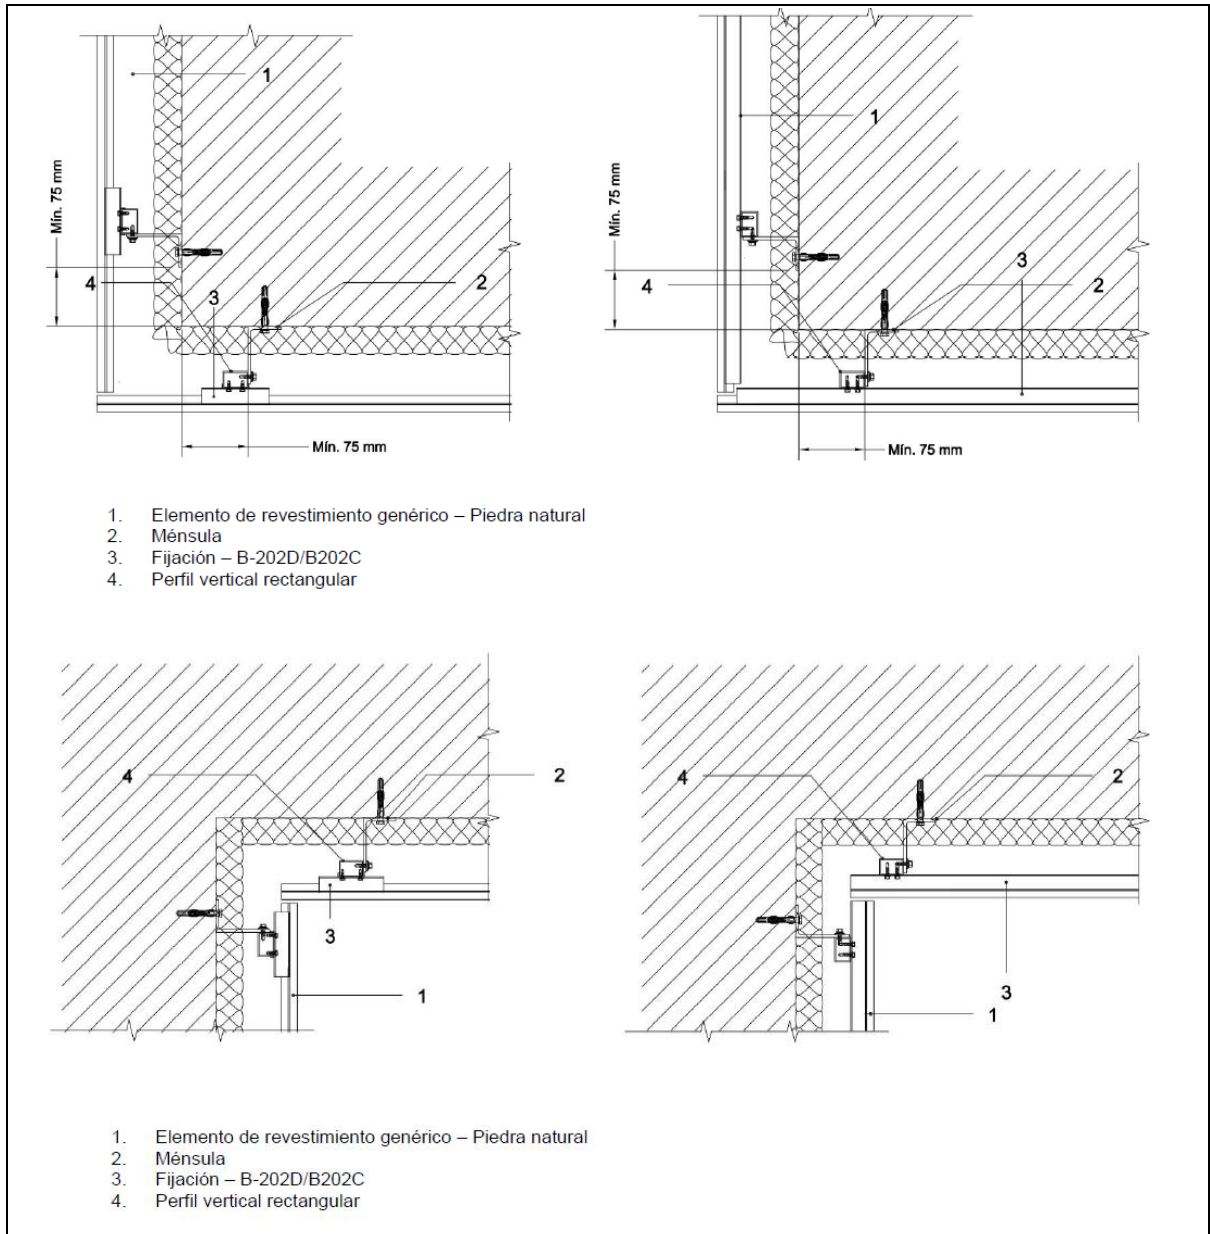 1
1
Mín. 75 mm
Mín. 75 mm
4
3
2
4
3
2
Mín. 75 mm
Mín. 75 mm
1. Elemento de revestimiento genérico – Piedra natural
2. Ménsula
3. Fijación – B-202D/B202C
4. Perfil vertical rectangular
4
2
4
2
3
1
3
1
1. Elemento de revestimiento genérico – Piedra natural
2. Ménsula
3. Fijación – B-202D/B202C
4. Perfil vertical rectangular